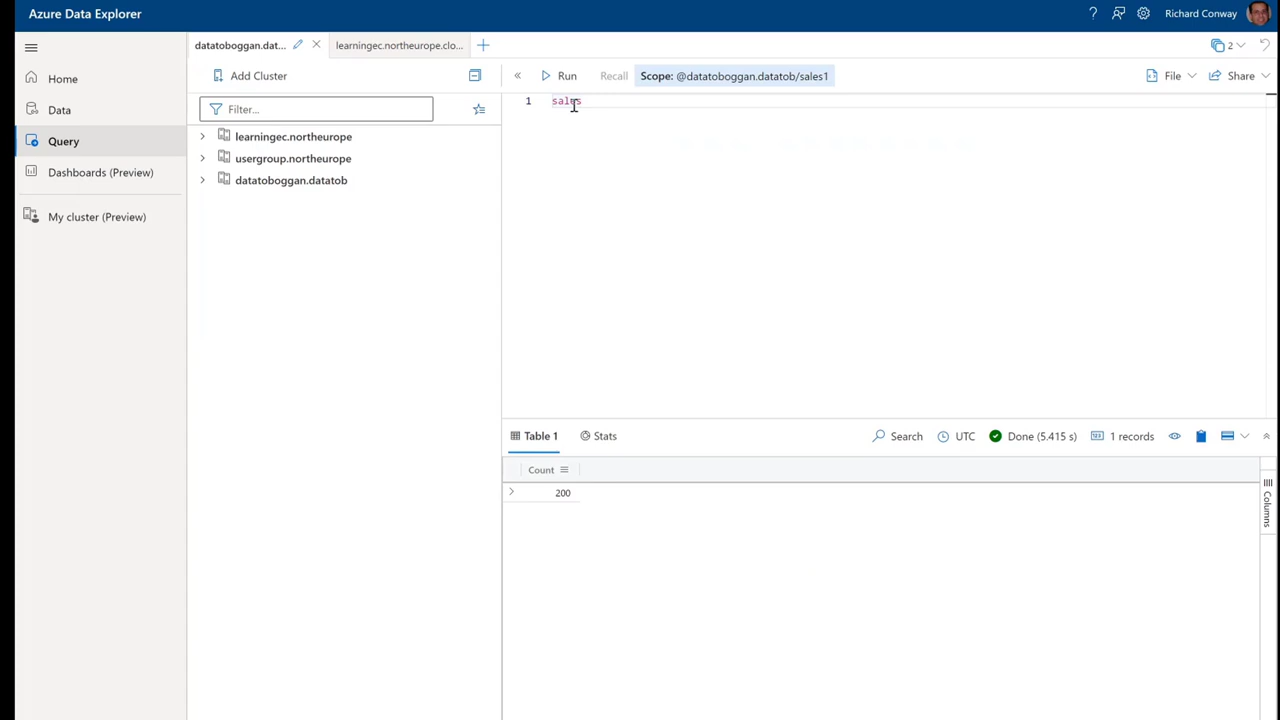 Azure Data Explorer
Richard Conway
datatoboggan.dat...
learningec.northeurope.clo...
2
Home
Data
Query
Dashboards (Preview)
My cluster (Preview)
Add Cluster
Filter...
learningec.northeurope
usergroup.northeurope
datatoboggan.datatob
Run
Recall
Scope: @datatoboggan.datatob/sales1
File
Share
1
sales
Table 1
Stats
Search
UTC
Done (5.415 s)
1 records
Count
200
Columns